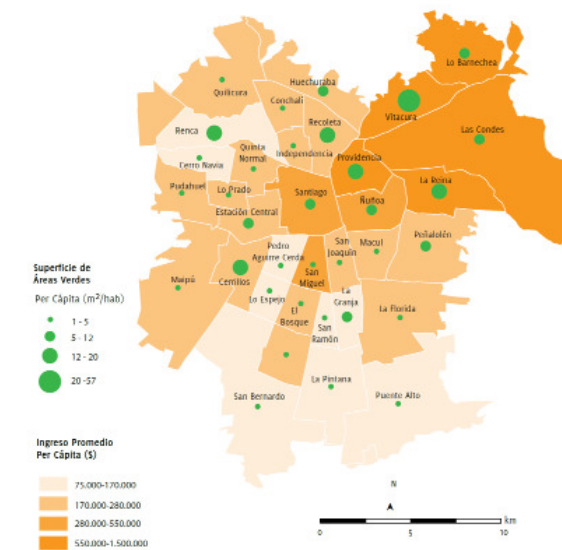 Lo Barnechea
Quilicura
Huechuraba
Conchalí
Vitacura
Renca
Recoleta
Las Condes
Quinta
Normal
Independencia
Cerro Navia
Providencia
Pudahuel
Lo Prado
La Reina
Santiago
Ñuñoa
Estación Central
Peñalolén
Pedro
Aguirre Cerda
San
Joaquín
Macul
Maipú
Cerrillos
San
Miguel
Lo Espejo
La
Granja
El
Bosque
La Florida
San
Ramón
La Pintana
San Bernardo
Puente Alto
Superficie de
Áreas Verdes
Per Cápita (m²/hab)
1 - 5
5 - 12
12 - 20
20 -57
Ingreso Promedio
Per Cápita ($)
75.000-170.000
170.000-280.000
280.000-550.000
550.000-1.500.000
N
km
0
5
10